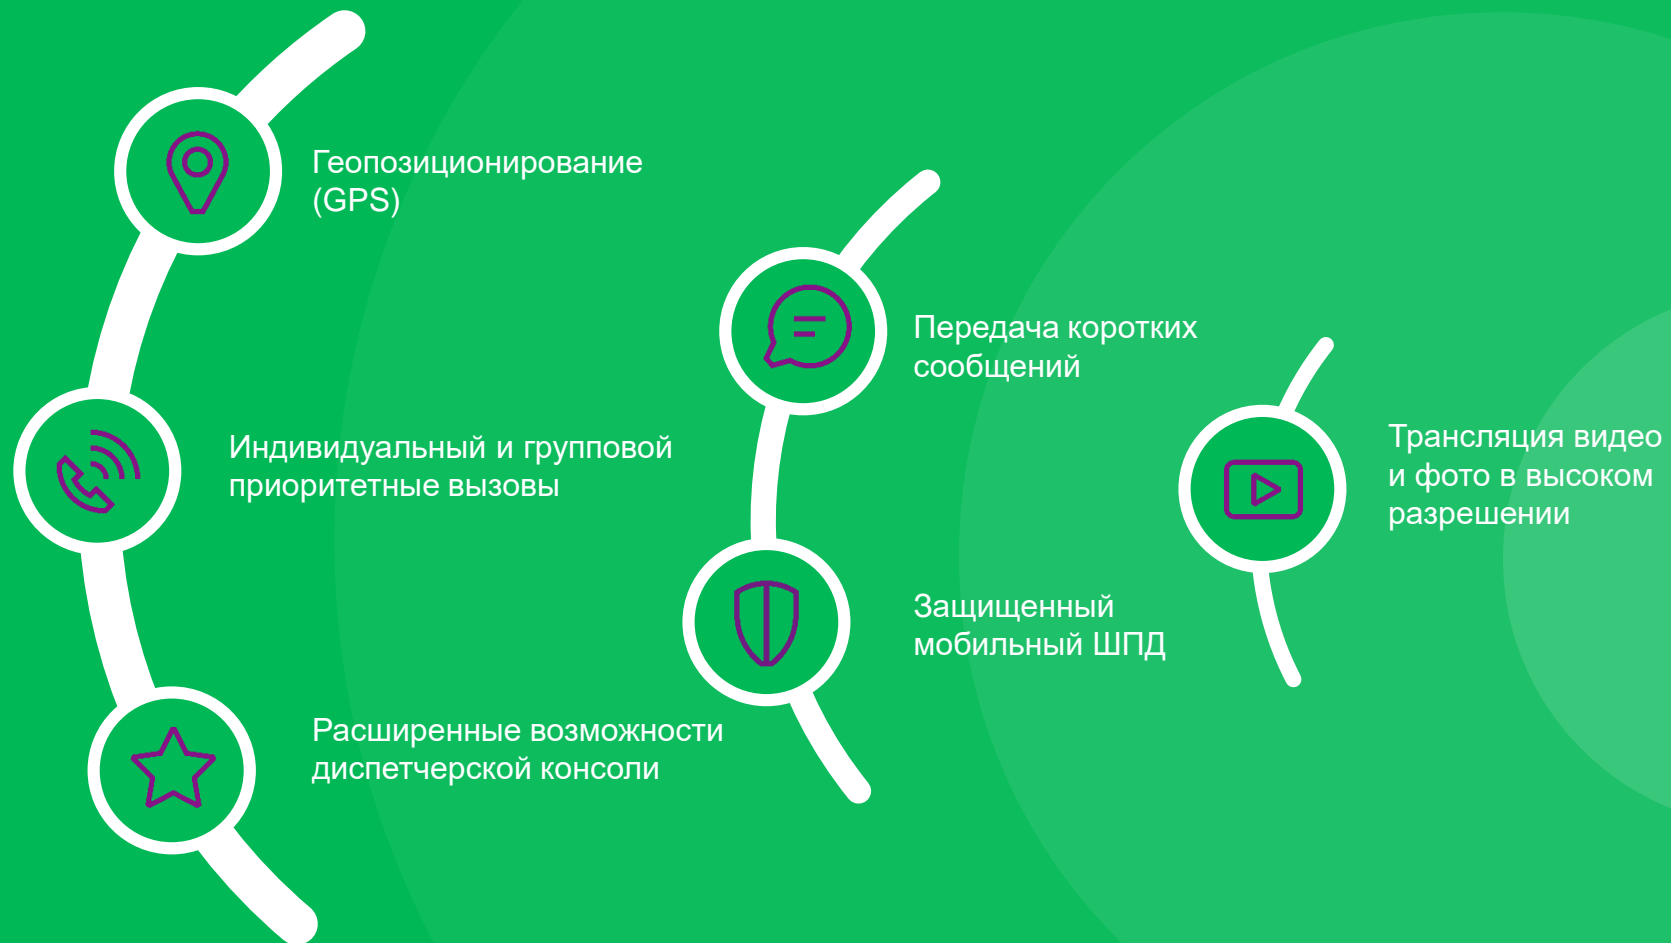 Геопозиционирование
(GPS)
Индивидуальный и групповой
приоритетные вызовы
Расширенные возможности
диспетчерской консоли
Передача коротких
сообщений
Защищенный
мобильный ШПД
Трансляция видео
и фото в высоком
разрешении